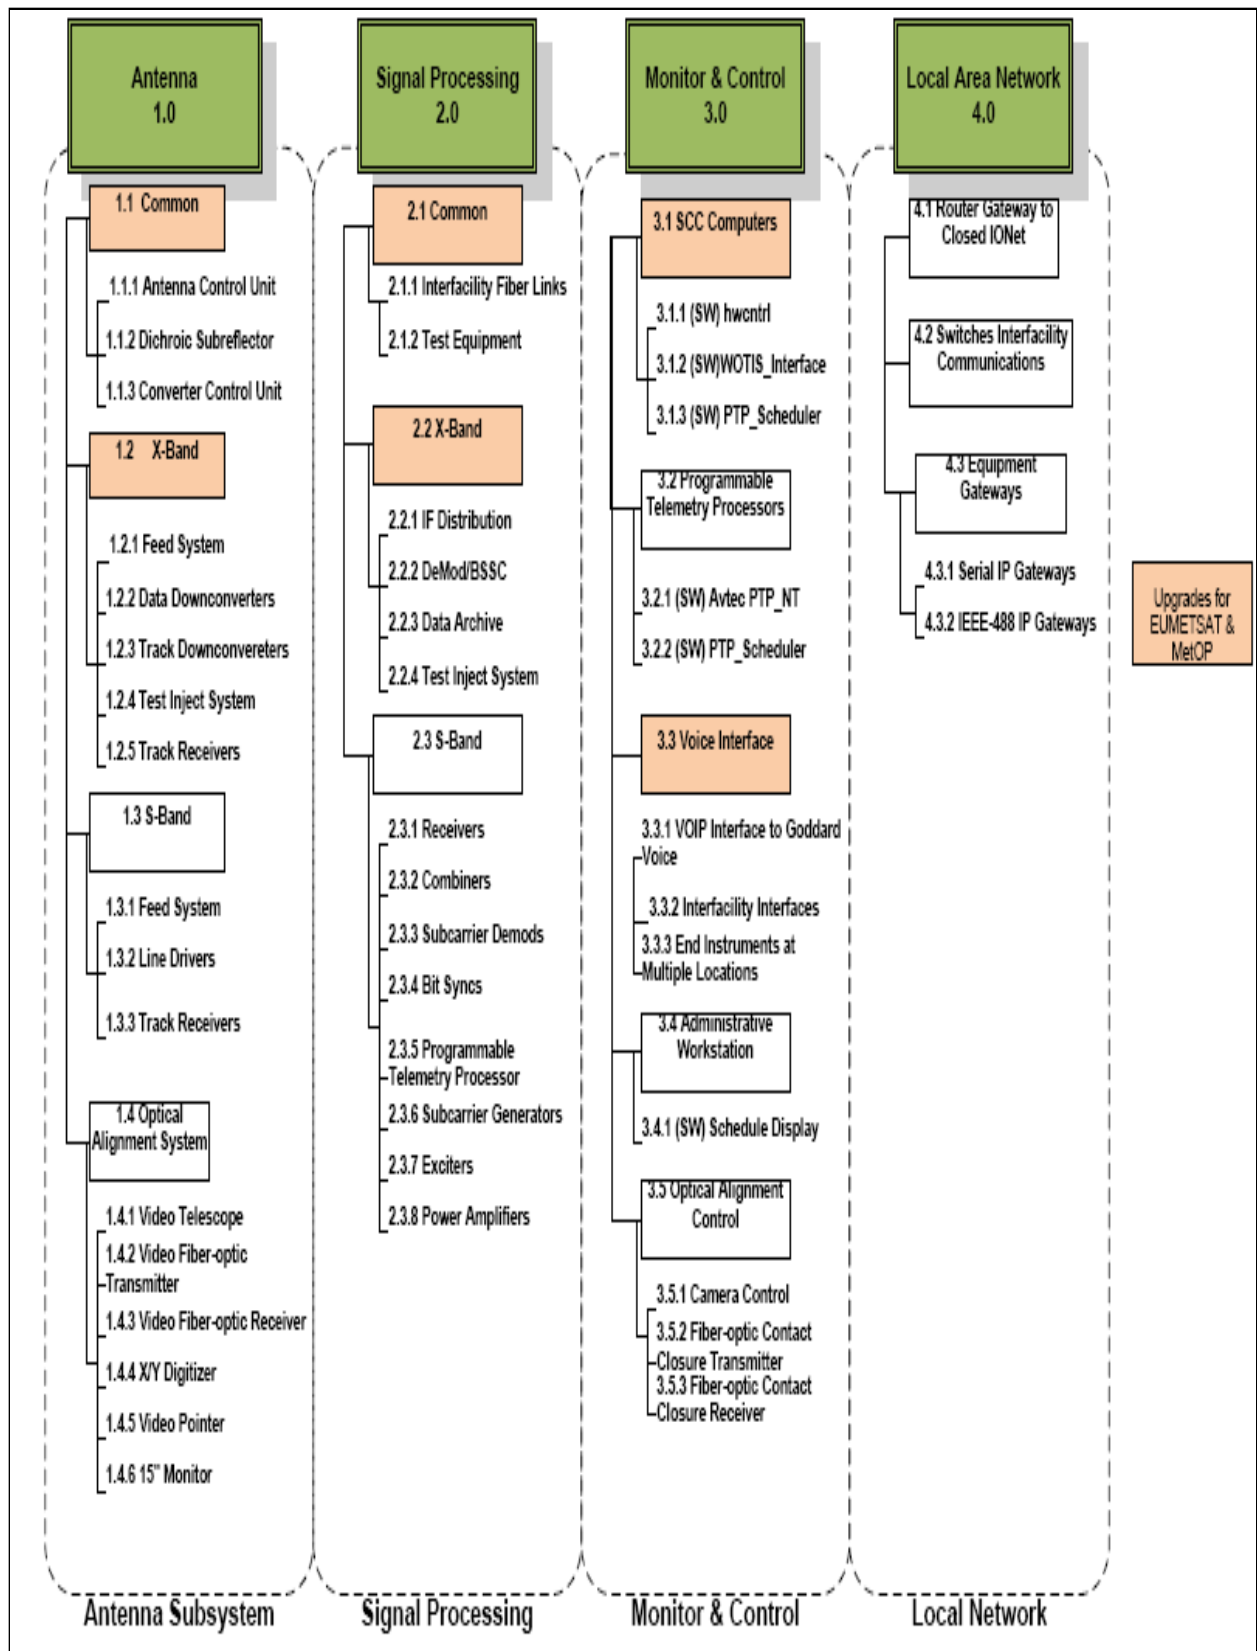 Antenna
1.0
1.1 Common
1.1.1 Antenna Control Unit
1.1.2 Dichroic Subreflector
1.1.3 Converter Control Unit
1.2 X-Band
1.2.1 Feed System
1.2.2 Data Downconverters
1.2.3 Track Downconvereters
1.2.4 Test Inject System
1.2.5 Track Receivers
1.3 S-Band
1.3.1 Feed System
1.3.2 Line Drivers
1.3.3 Track Receivers
1.4 Optical
Alignment System
1.4.1 Video Telescope
1.4.2 Video Fiber-optic
Transmitter
1.4.3 Video Fiber-optic Receiver
1.4.4 X/Y Digitizer
1.4.5 Video Pointer
1.4.6 15" Monitor
Antenna Subsystem
Signal Processing
2.0
2.1 Common
2.1.1 Interfacility Fiber Links
2.1.2 Test Equipment
2.2 X-Band
2.2.1 IF Distribution
2.2.2 DeMod/BSSC
2.2.3 Data Archive
2.2.4 Test Inject System
2.3 S-Band
2.3.1 Receivers
2.3.2 Combiners
2.3.3 Subcarrier Demods
2.3.4 Bit Syncs
2.3.5 Programmable
Telemetry Processor
2.3.6 Subcarrier Generators
2.3.7 Exciters
2.3.8 Power Amplifiers
Signal Processing
Monitor & Control
3.0
3.1 SCC Computers
3.1.1 (SW) hwcntrl
3.1.2 (SW)WOTIS_Interface
3.1.3 (SW) PTP_Scheduler
3.2 Programmable
Telemetry Processors
3.2.1 (SW) Avtec PTP_NT
3.2.2 (SW) PTP_Scheduler
3.3 Voice Interface
3.3.1 VOIP Interface to Goddard
Voice
3.3.2 Interfacility Interfaces
3.3.3 End Instruments at
Multiple Locations
3.4 Administrative
Workstation
3.4.1 (SW) Schedule Display
3.5 Optical Alignment
Control
3.5.1 Camera Control
3.5.2 Fiber-optic Contact
Closure Transmitter
3.5.3 Fiber-optic Contact
Closure Receiver
Monitor & Control
Local Area Network
4.0
4.1 Router Gateway to
Closed IONet
4.2 Switches Interfacility
Communications
4.3 Equipment
Gateways
4.3.1 Serial IP Gateways
4.3.2 IEEE-488 IP Gateways
Local Network
Upgrades for
EUMETSAT &
MetOP